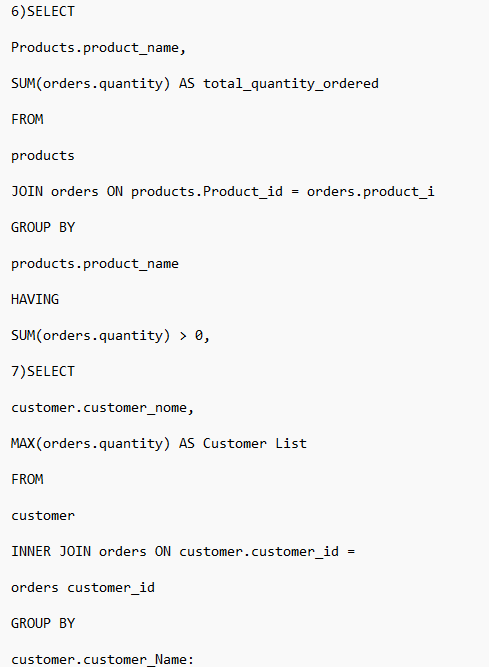 6)SELECT
Products.product_name,
SUM(orders.quantity) AS total_quantity_ordered
FROM
products
JOIN orders ON products.Product_id = orders.product_i
GROUP BY
products.product_name
HAVING
SUM(orders.quantity) > 0,
7)SELECT
customer.customer_nome,
MAX(orders.quantity) AS Customer List
FROM
customer
INNER JOIN orders ON customer.customer_id =
orders customer_id
GROUP BY
customer.customer_Name: